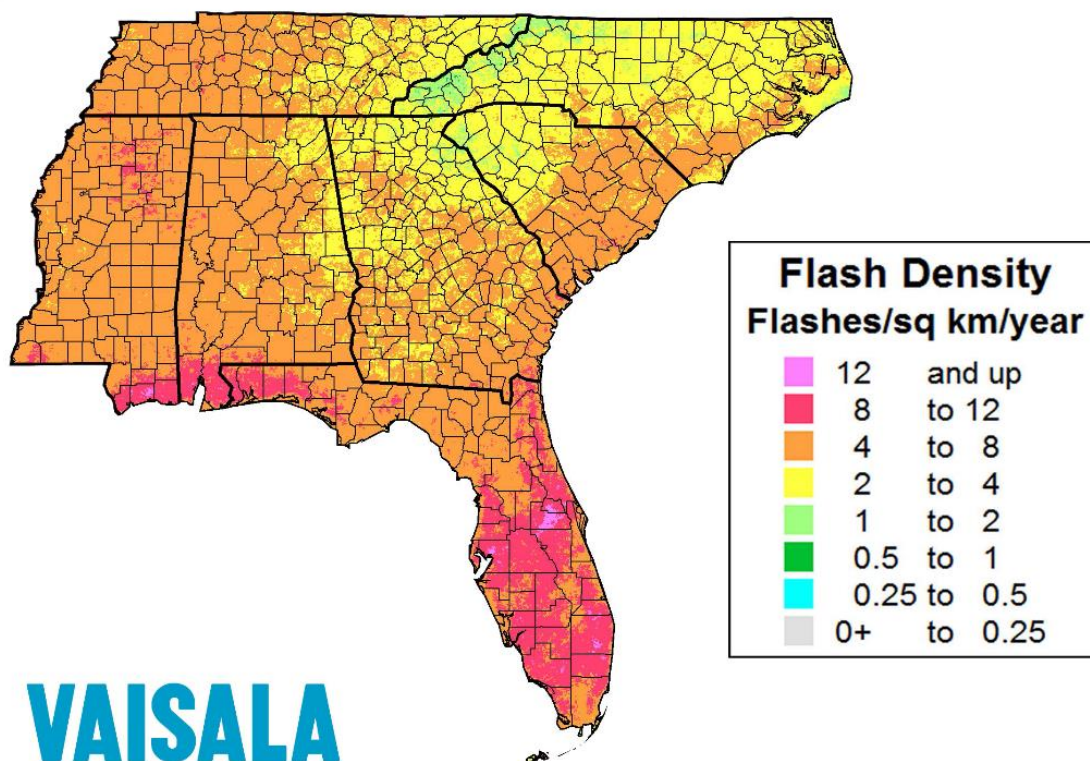 Flash Density
Flashes/sq km/year
12 and up
8 to 12
4 to 8
2 to 4
1 to 2
0.5 to 1
0.25 to 0.5
0+ to 0.25
VAISALA